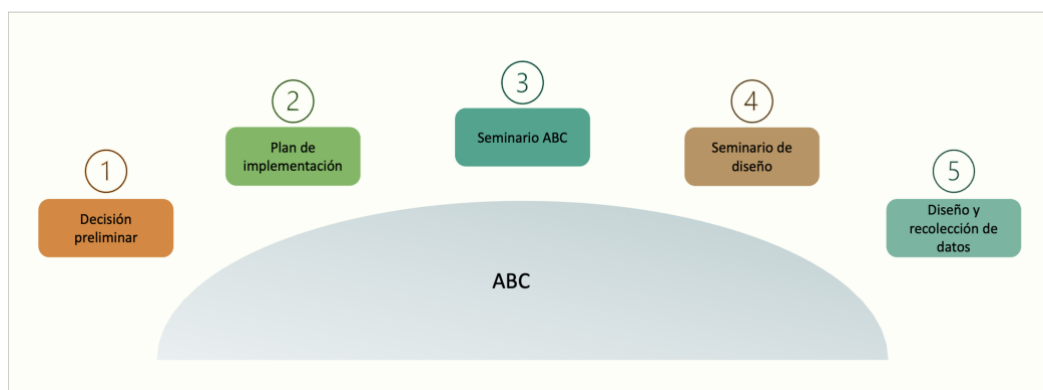 1
Decisión
preliminar
2
Plan de
implementación
3
Seminario ABC
4
Seminario de
diseño
5
Diseño y
recolección de
datos
ABC